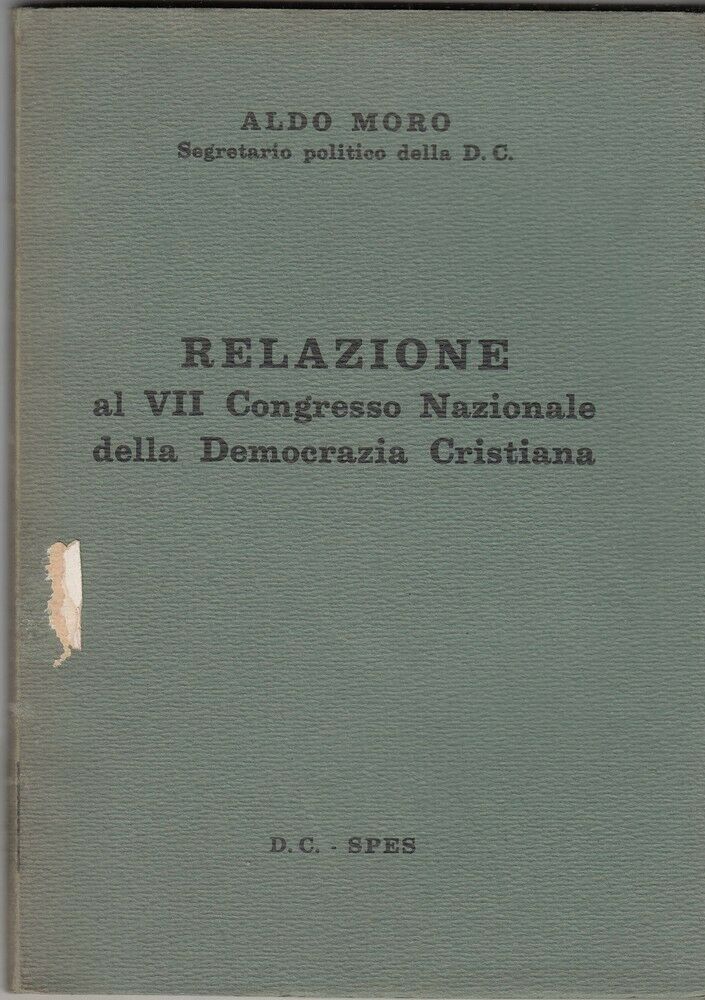 ALDO MORO
Segretario politico della D. C.
RELAZIONE
al VII Congresso Nazionale
della Democrazia Cristiana
D. C. - SPES